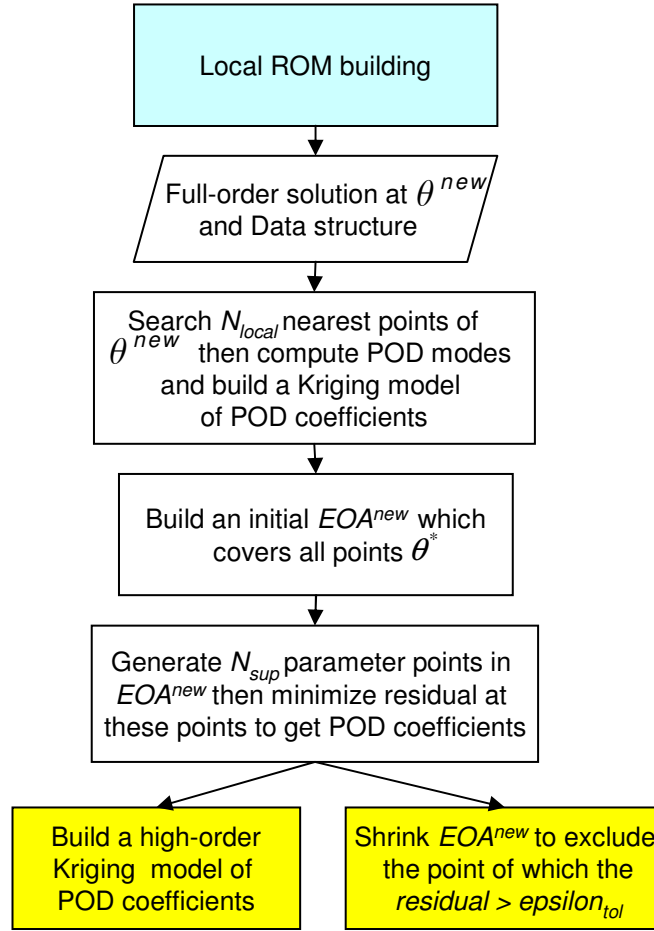 Local ROM building
Full-order solution at θ^new
and Data structure
Search N_local nearest points of
θ^new then compute POD modes
and build a Kriging model
of POD coefficients
Build an initial EOA^new which
covers all points θ^*
Generate N_sup parameter points in
EOA^new then minimize residual at
these points to get POD coefficients
Build a high-order
Kriging model of
POD coefficients
Shrink EOA^new to exclude
the point of which the
residual > epsilon_tol